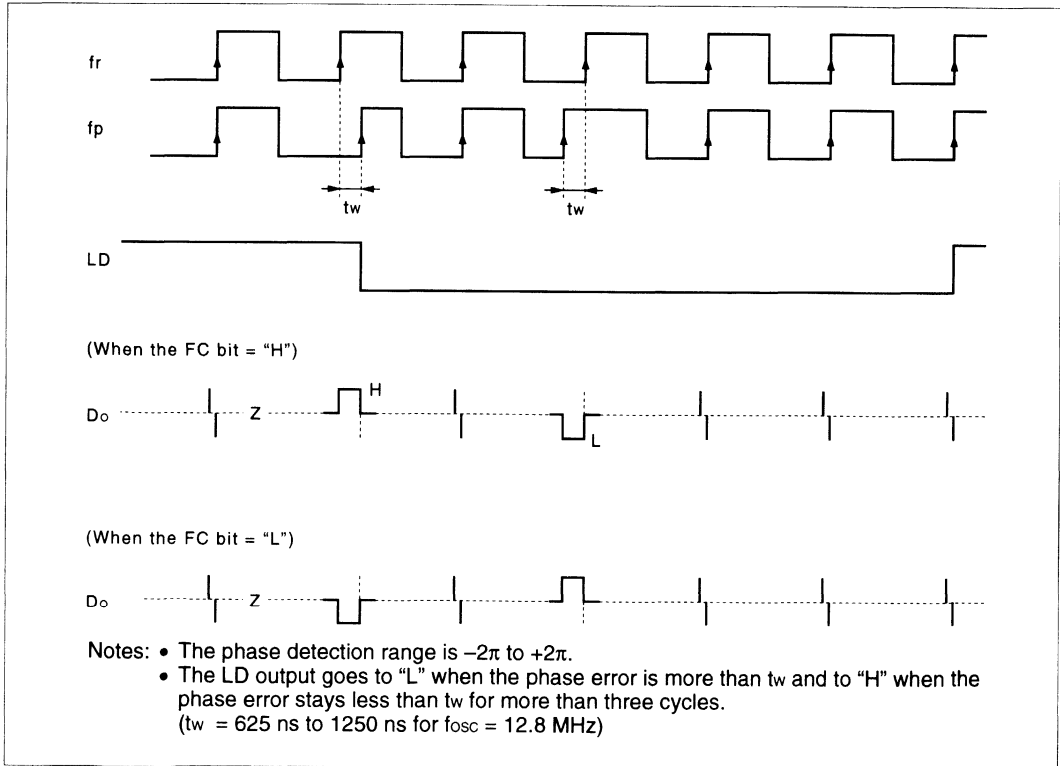 fr
fp
tw
tw
LD
(When the FC bit = “H”)
H
Do
Z
L
(When the FC bit = “L”)
Do
Z
Notes: • The phase detection range is –2π to +2π.
• The LD output goes to “L” when the phase error is more than tw and to “H” when the
phase error stays less than tw for more than three cycles.
(tw = 625 ns to 1250 ns for fosc = 12.8 MHz)